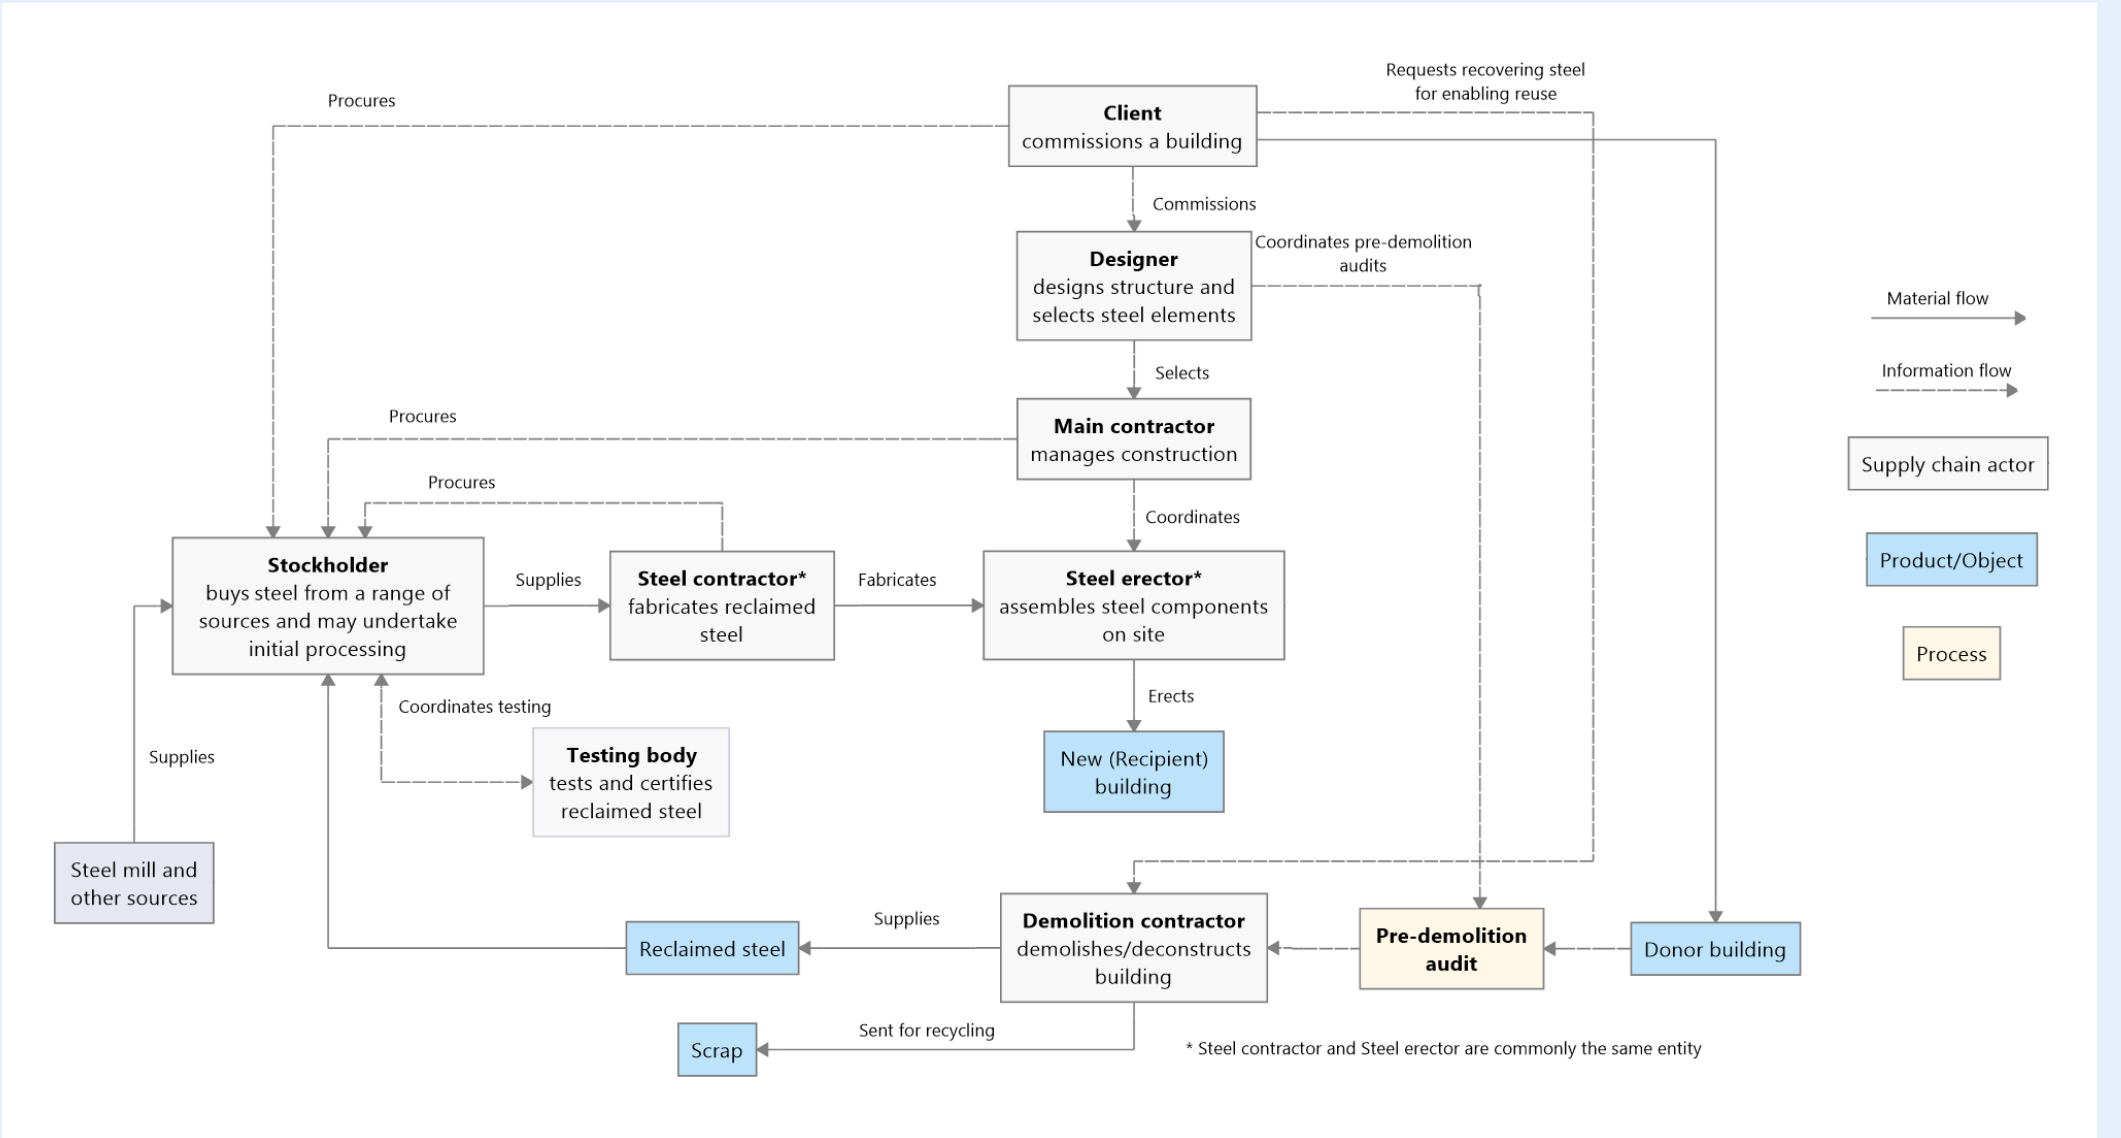 Requests recovering steel
for enabling reuse
Procures
Client
commissions a building
Commissions
Designer
designs structure and
selects steel elements
Coordinates pre-demolition
audits
Material flow
Information flow
Selects
Procures
Main contractor
manages construction
Supply chain actor
Procures
Coordinates
Product/Object
Stockholder
buys steel from a range of
sources and may undertake
initial processing
Supplies
Steel contractor*
fabricates reclaimed
steel
Fabricates
Steel erector*
assembles steel components
on site
Process
Erects
Coordinates testing
Testing body
tests and certifies
reclaimed steel
New (Recipient)
building
Supplies
Steel mill and
other sources
Reclaimed steel
Supplies
Demolition contractor
demolishes/deconstructs
building
Pre-demolition
audit
Donor building
Scrap
Sent for recycling
* Steel contractor and Steel erector are commonly the same entity